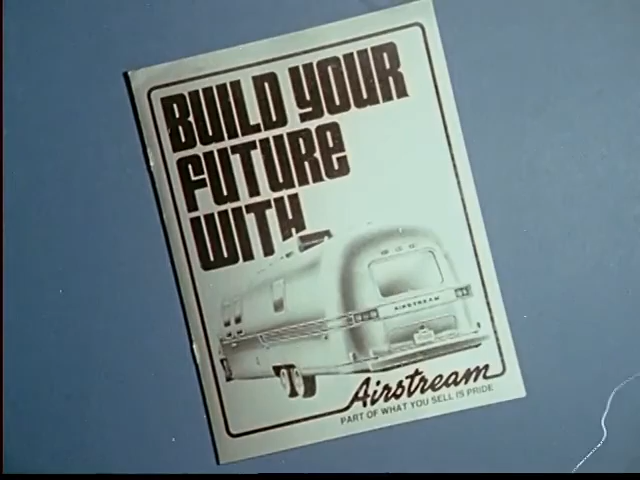 BUILD YOUR
FUTURE
WITH
AIRSTREAM
Airstream
PART OF WHAT YOU SELL IS PRIDE